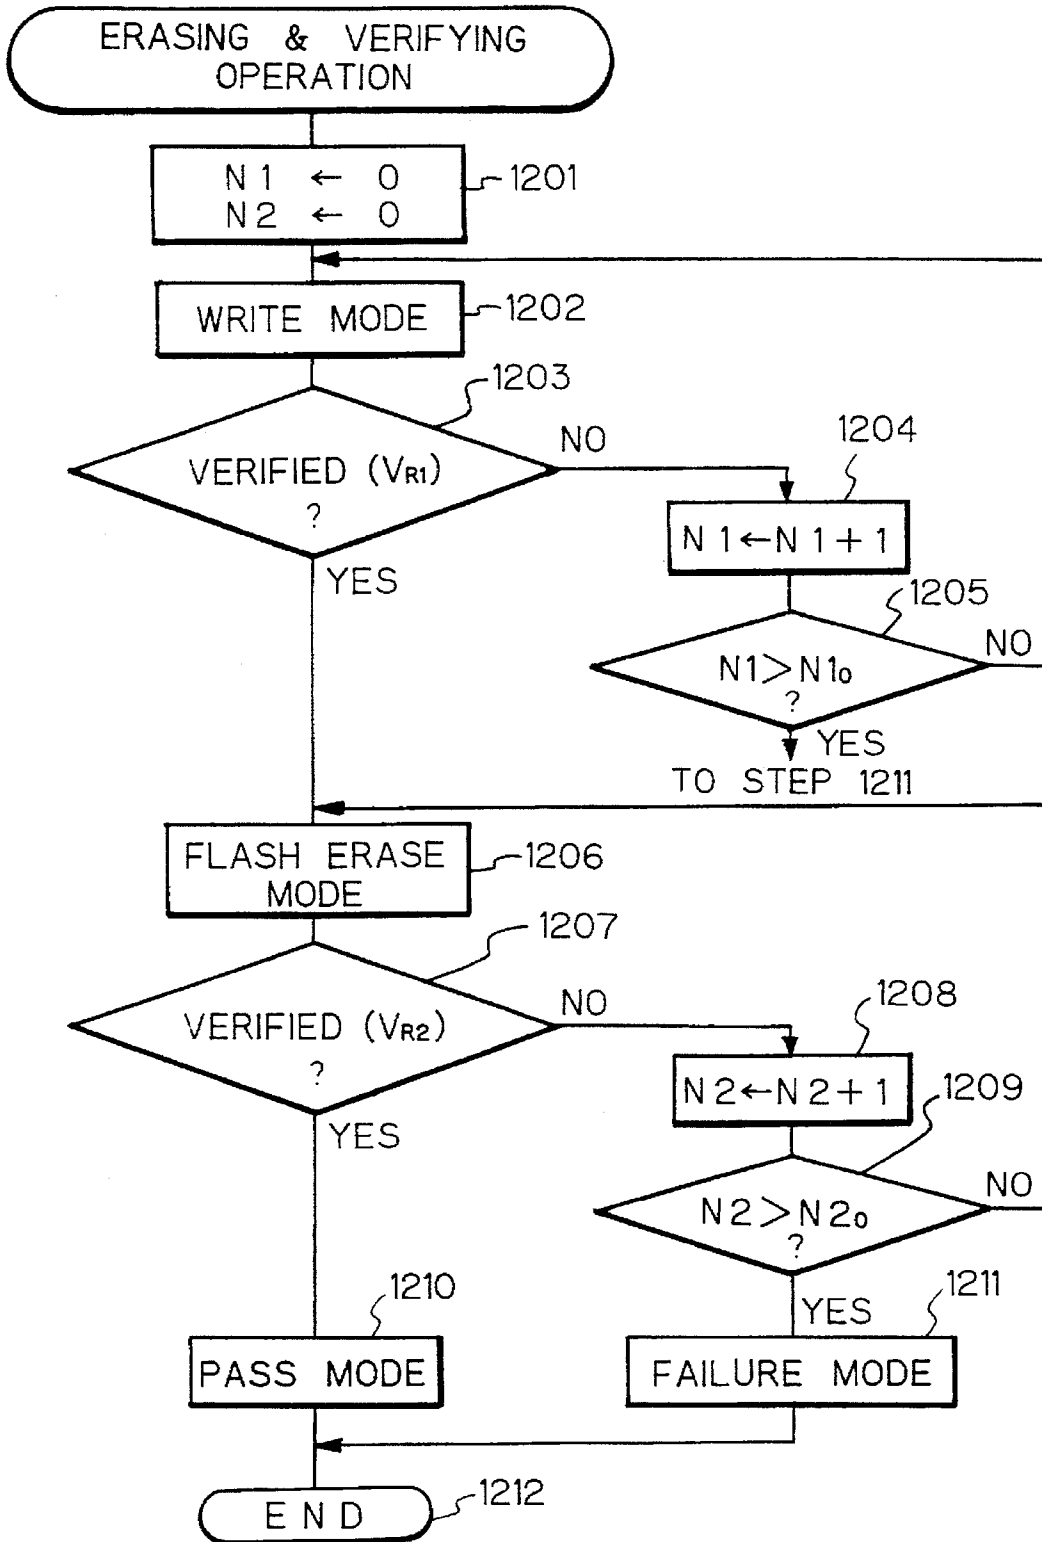 ERASING & VERIFYING
OPERATION
N1 ← 0
N2 ← 0
1201
WRITE MODE
1202
1203
VERIFIED (VR1)
?
NO
YES
1204
N1←N1+1
1205
N1>N1o
?
NO
YES
TO STEP 1211
FLASH ERASE
MODE
1206
1207
VERIFIED (VR2)
?
NO
YES
1208
N2←N2+1
1209
N2>N2o
?
NO
YES
1210
PASS MODE
1211
FAILURE MODE
END
1212